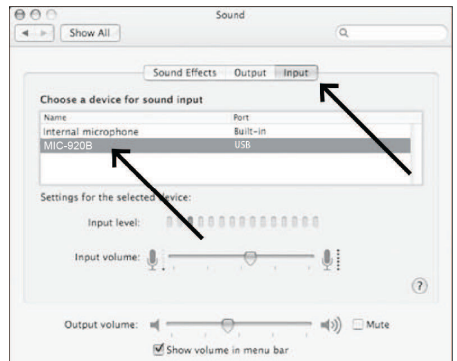 Sound
Show All
Sound Effects Output Input
Choose a device for sound input
Name Port
Internal microphone Built-in
MIC-920B USB
Settings for the selected device:
Input level:
Input volume:
?
Output volume: Mute
Show volume in menu bar